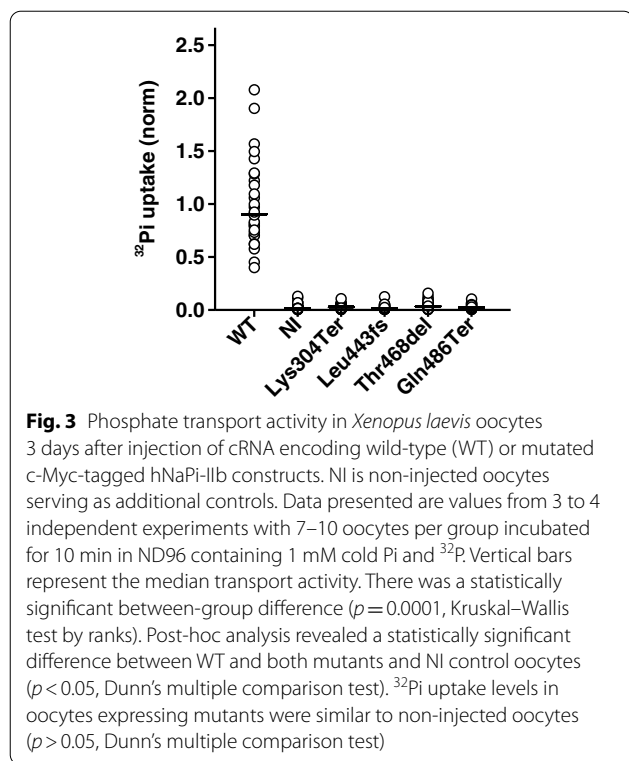 2.5
2.0
1.5
1.0
0.5
0.0
³²Pi uptake (norm)
WT
NI
Lys304Ter
Leu443fs
Thr468del
Gln486Ter
Fig. 3 Phosphate transport activity in Xenopus laevis oocytes
3 days after injection of cRNA encoding wild-type (WT) or mutated
c-Myc-tagged hNaPi-IIb constructs. NI is non-injected oocytes
serving as additional controls. Data presented are values from 3 to 4
independent experiments with 7–10 oocytes per group incubated
for 10 min in ND96 containing 1 mM cold Pi and ³²P. Vertical bars
represent the median transport activity. There was a statistically
significant between-group difference (p = 0.0001, Kruskal–Wallis
test by ranks). Post-hoc analysis revealed a statistically significant
difference between WT and both mutants and NI control oocytes
(p < 0.05, Dunn's multiple comparison test). ³²Pi uptake levels in
oocytes expressing mutants were similar to non-injected oocytes
(p > 0.05, Dunn's multiple comparison test)